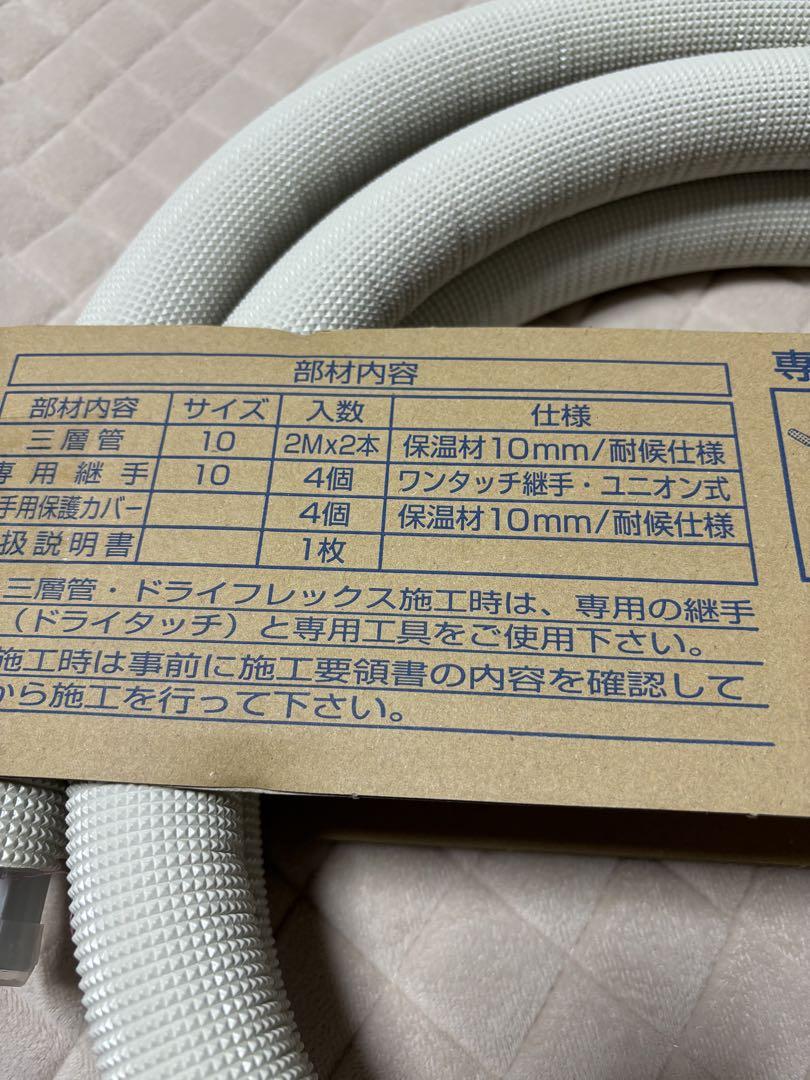 部材内容
部材内容 サイズ 入数 仕様
三層管 10 2Mx2本 保温材10mm/耐候仕様
専用継手 10 4個 ワンタッチ継手・ユニオン式
手用保護カバー 4個 保温材10mm/耐候仕様
扱説明書 1枚
三層管・ドライフレックス施工時は、専用の継手
(ドライタッチ)と専用工具をご使用下さい。
施工時は事前に施工要領書の内容を確認して
から施工を行って下さい。
専